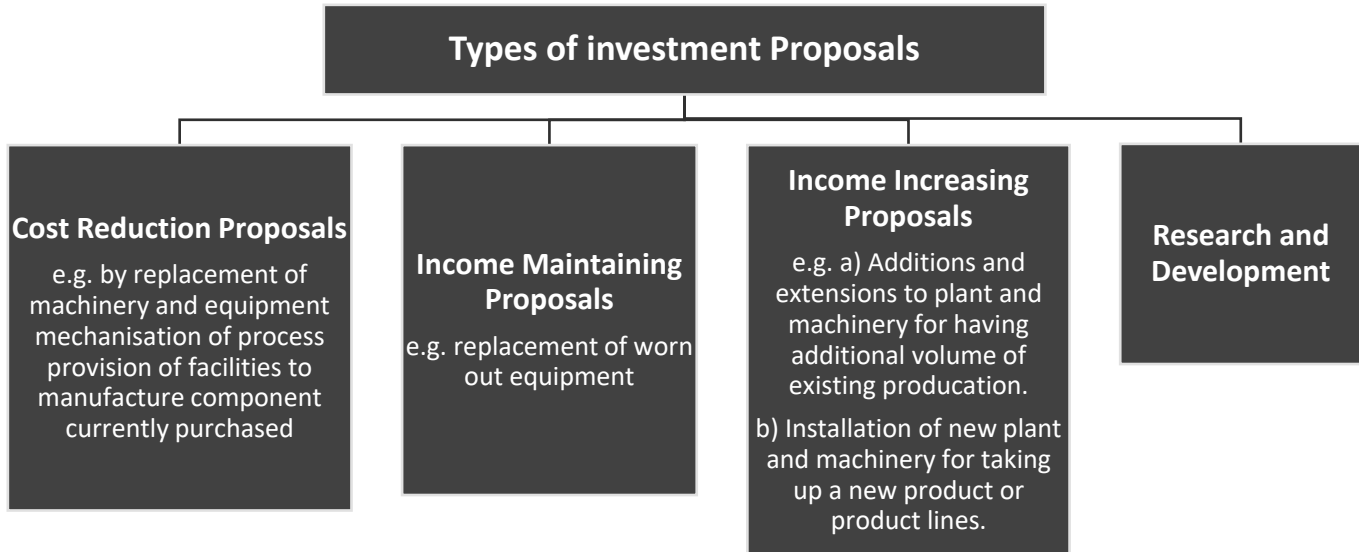 Types of investment Proposals
Cost Reduction Proposals
e.g. by replacement of
machinery and equipment
mechanisation of process
provision of facilities to
manufacture component
currently purchased
Income Maintaining
Proposals
e.g. replacement of worn
out equipment
Income Increasing
Proposals
e.g. a) Additions and
extensions to plant and
machinery for having
additional volume of
existing producation.
b) Installation of new plant
and machinery for taking
up a new product or
product lines.
Research and
Development